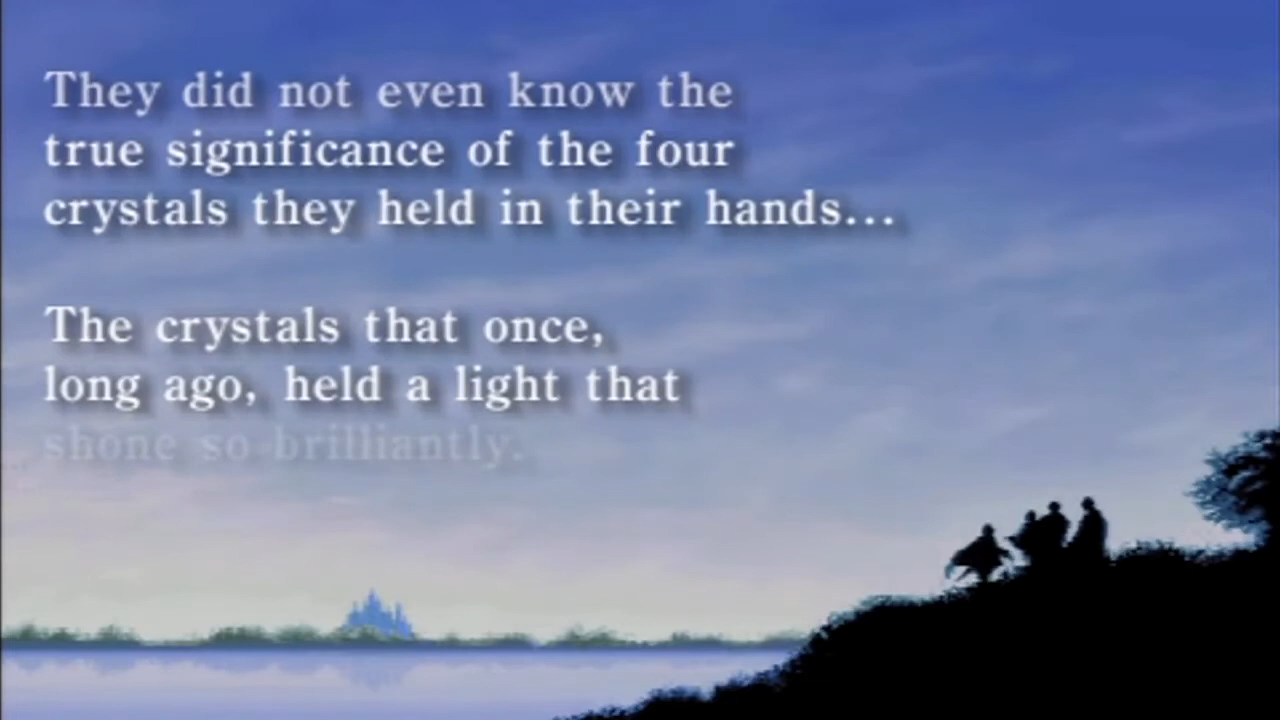 They did not even know the
true significance of the four
crystals they held in their hands...
The crystals that once,
long ago, held a light that
shone so brilliantly.